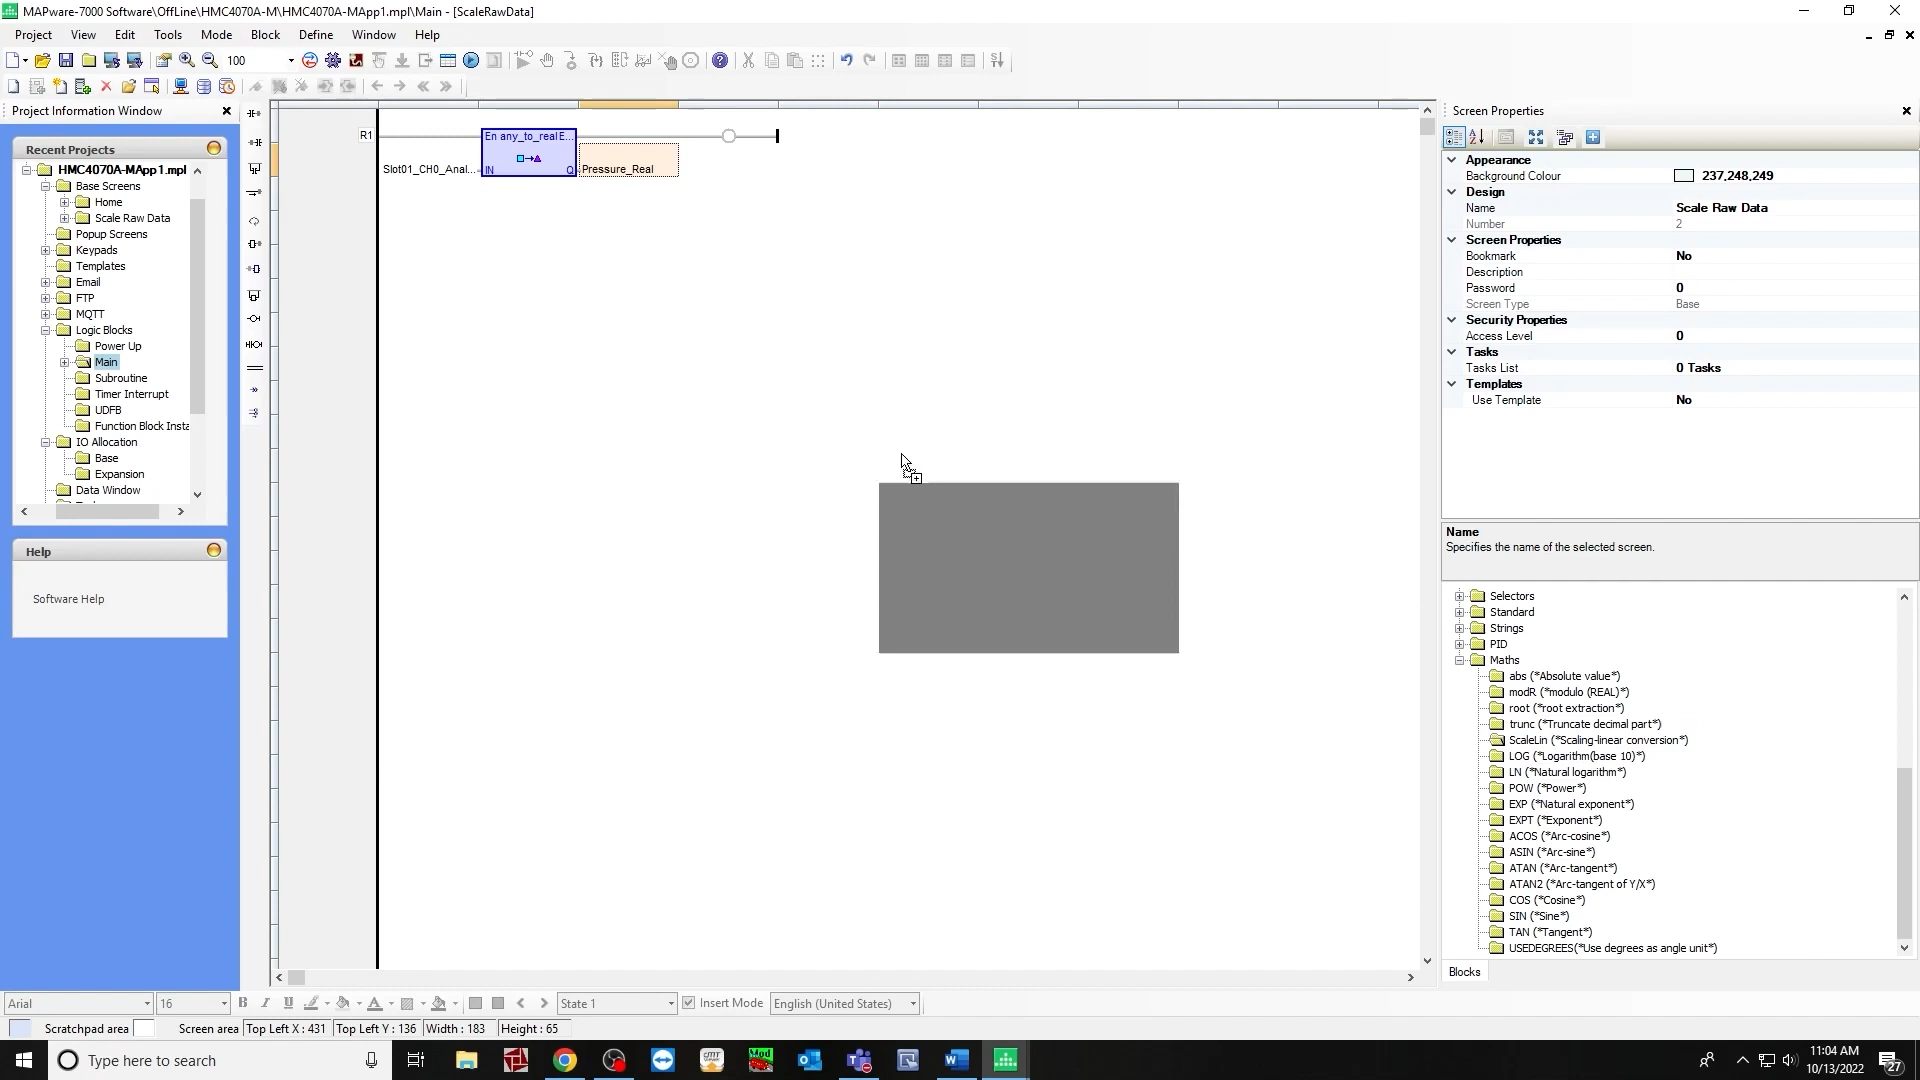 MAPware-7000 Software\OffLine\HMC4070A-M\HMC4070A-MApp1.mpl\Main - [ScaleRawData]
Project View Edit Tools Mode Block Define Window Help
100
Project Information Window
Recent Projects
HMC4070A-MApp1.mpl
Base Screens
Home
Scale Raw Data
Popup Screens
Keypads
Templates
Email
FTP
MQTT
Logic Blocks
Power Up
Main
Subroutine
Timer Interrupt
UDFB
Function Block Insta
IO Allocation
Base
Expansion
Data Window
Help
Software Help
R1
En any_to_realE...
Slot01_CH0_Anal...
IN Q
Pressure_Real
Screen Properties
Appearance
Background Colour 237,248,249
Design
Name Scale Raw Data
Number 2
Screen Properties
Bookmark No
Description
Password 0
Screen Type Base
Security Properties
Access Level 0
Tasks
Tasks List 0 Tasks
Templates
Use Template No
Name
Specifies the name of the selected screen.
Selectors
Standard
Strings
PID
Maths
abs (*Absolute value*)
modR (*modulo (REAL)*)
root (*root extraction*)
trunc (*Truncate decimal part*)
ScaleLin (*Scaling-linear conversion*)
LOG (*Logarithm(base 10)*)
LN (*Natural logarithm*)
POW (*Power*)
EXP (*Natural exponent*)
EXPT (*Exponent*)
ACOS (*Arc-cosine*)
ASIN (*Arc-sine*)
ATAN (*Arc-tangent*)
ATAN2 (*Arc-tangent of Y/X*)
COS (*Cosine*)
SIN (*Sine*)
TAN (*Tangent*)
USEDEGREES(*Use degrees as angle unit*)
Blocks
Arial 16 B I U A State 1 Insert Mode English (United States)
Scratchpad area Screen area Top Left X : 431 Top Left Y : 136 Width : 183 Height : 65
Type here to search
11:04 AM
10/13/2022
27